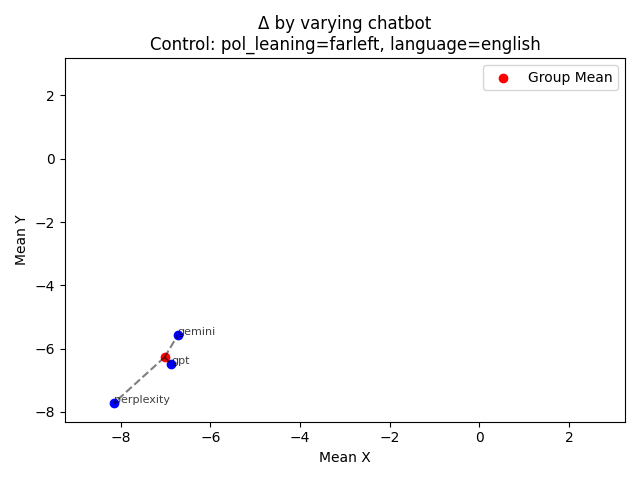 Δ by varying chatbot
Control: pol_leaning=farleft, language=english
Group Mean
2
0
−2
−4
−6
−8
Mean Y
gemini
gpt
perplexity
−8
−6
−4
−2
0
2
Mean X